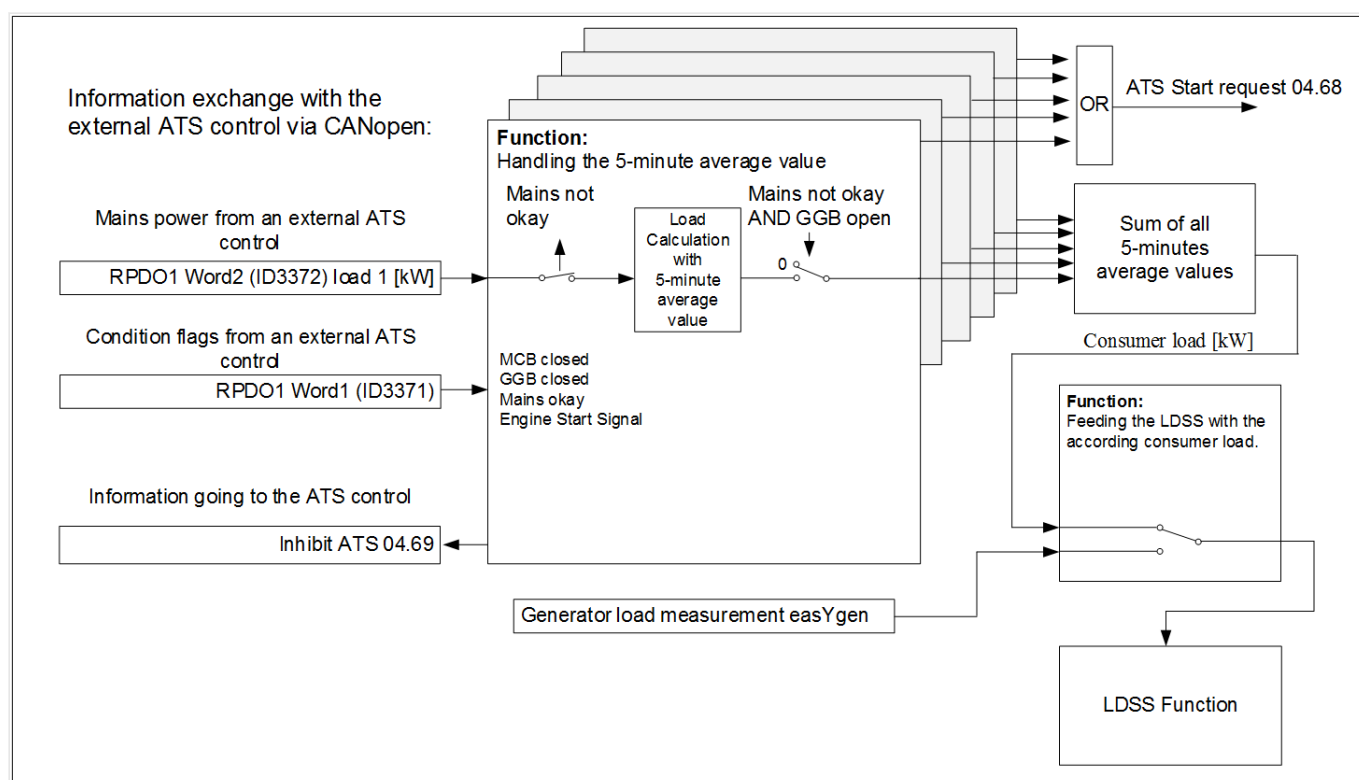 Information exchange with the
external ATS control via CANopen:
Mains power from an external ATS
control
RPDO1 Word2 (ID3372) load 1 [kW]
Condition flags from an external ATS
control
RPDO1 Word1 (ID3371)
Information going to the ATS control
Inhibit ATS 04.69
Function:
Handling the 5-minute average value
Mains not
okay
Load
Calculation
with
5-minute
average
value
Mains not okay
AND GGB open
0
MCB closed
GGB closed
Mains okay
Engine Start Signal
OR
ATS Start request 04.68
Sum of all
5-minutes
average values
Consumer load [kW]
Function:
Feeding the LDSS with the
according consumer load.
Generator load measurement easYgen
LDSS Function